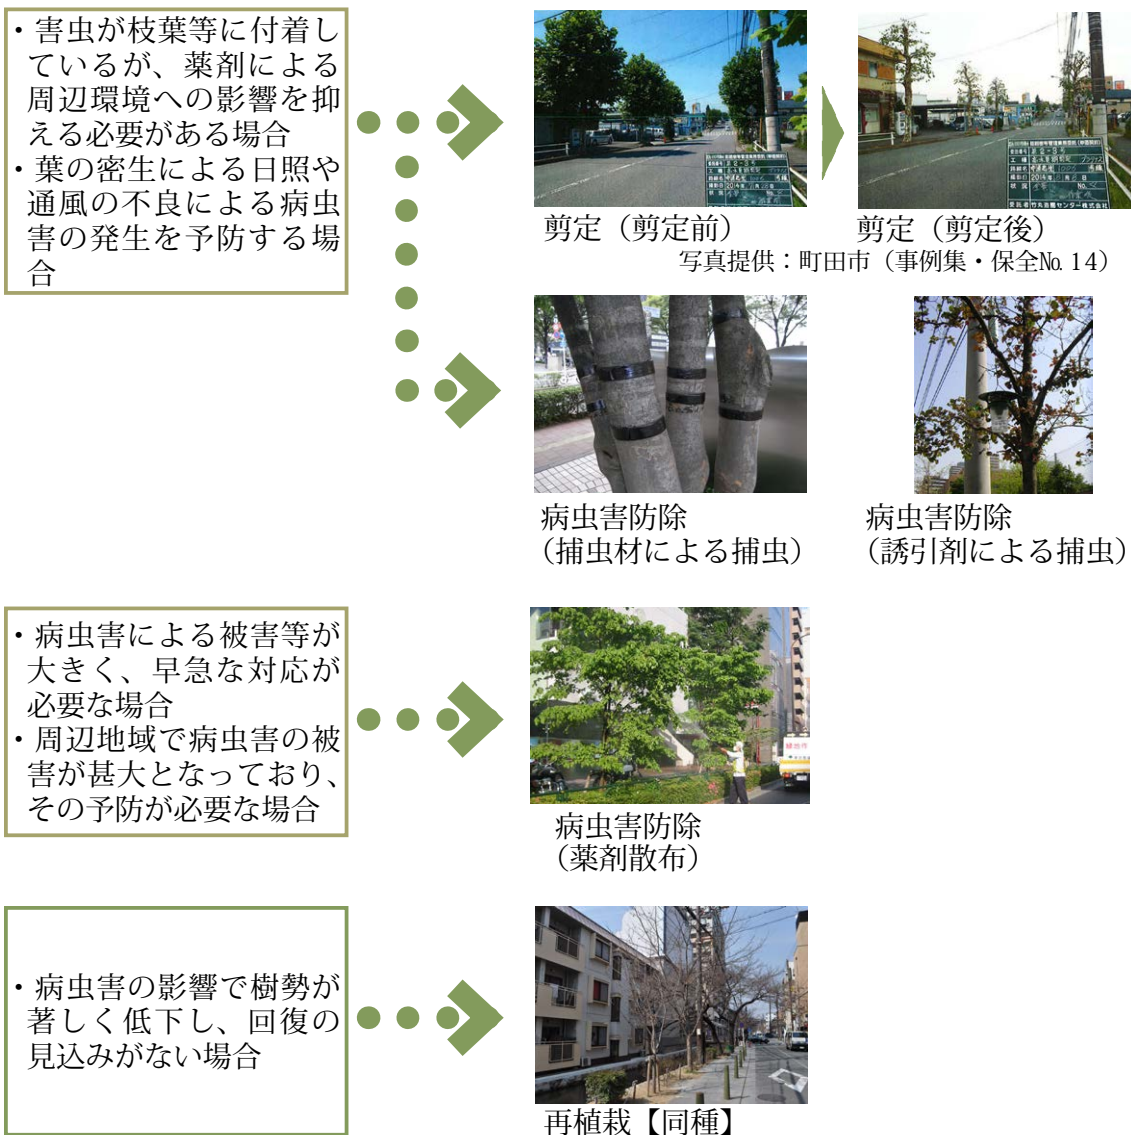 ・害虫が枝葉等に付着し
ているが、薬剤による
周辺環境への影響を抑
える必要がある場合
・葉の密生による日照や
通風の不良による病虫
害の発生を予防する場
合
剪定（剪定前）
剪定（剪定後）
写真提供：町田市（事例集・保全№14）
病虫害防除
（捕虫材による捕虫）
病虫害防除
（誘引剤による捕虫）
・病虫害による被害等が
大きく、早急な対応が
必要な場合
・周辺地域で病虫害の被
害が甚大となっており、
その予防が必要な場合
病虫害防除
（薬剤散布）
・病虫害の影響で樹勢が
著しく低下し、回復の
見込みがない場合
再植栽【同種】